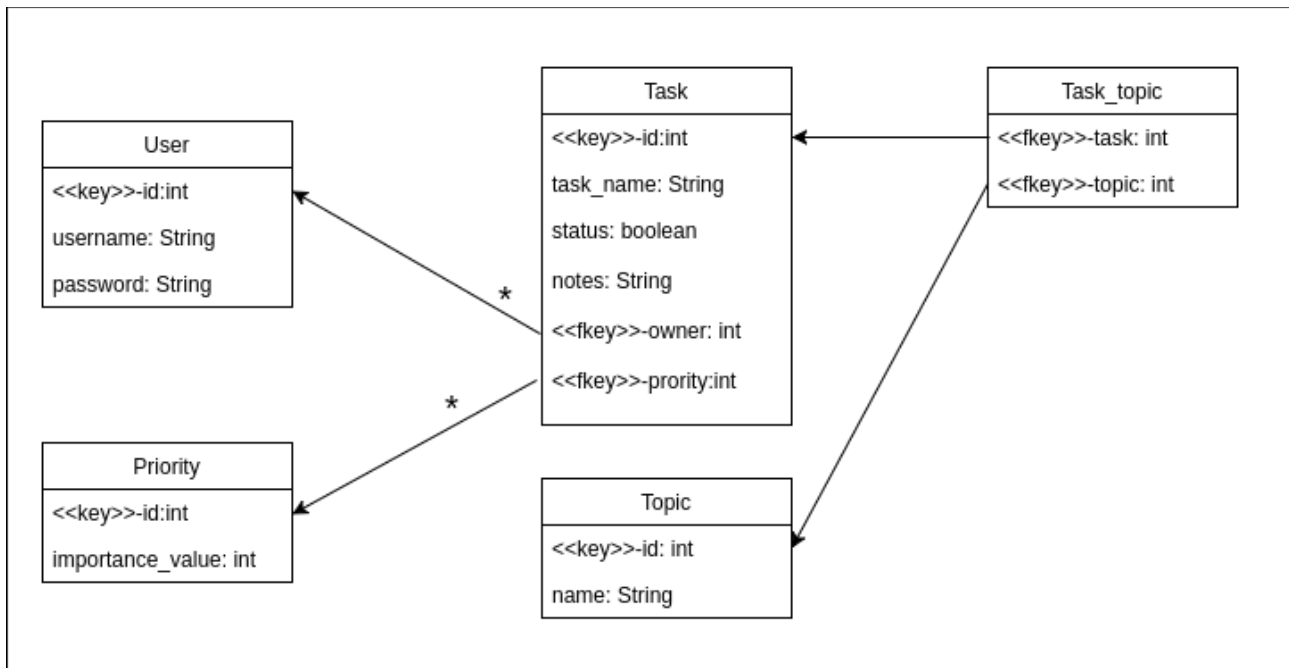 User
<<key>>-id:int
username: String
password: String
*
Priority
<<key>>-id:int
importance_value: int
*
Task
<<key>>-id:int
task_name: String
status: boolean
notes: String
<<fkey>>-owner: int
<<fkey>>-prority:int
Topic
<<key>>-id: int
name: String
Task_topic
<<fkey>>-task: int
<<fkey>>-topic: int